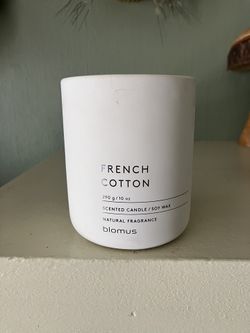 FRENCH
COTTON
290 g / 10 oz
SCENTED CANDLE / SOY WAX
NATURAL FRAGRANCE
blomus